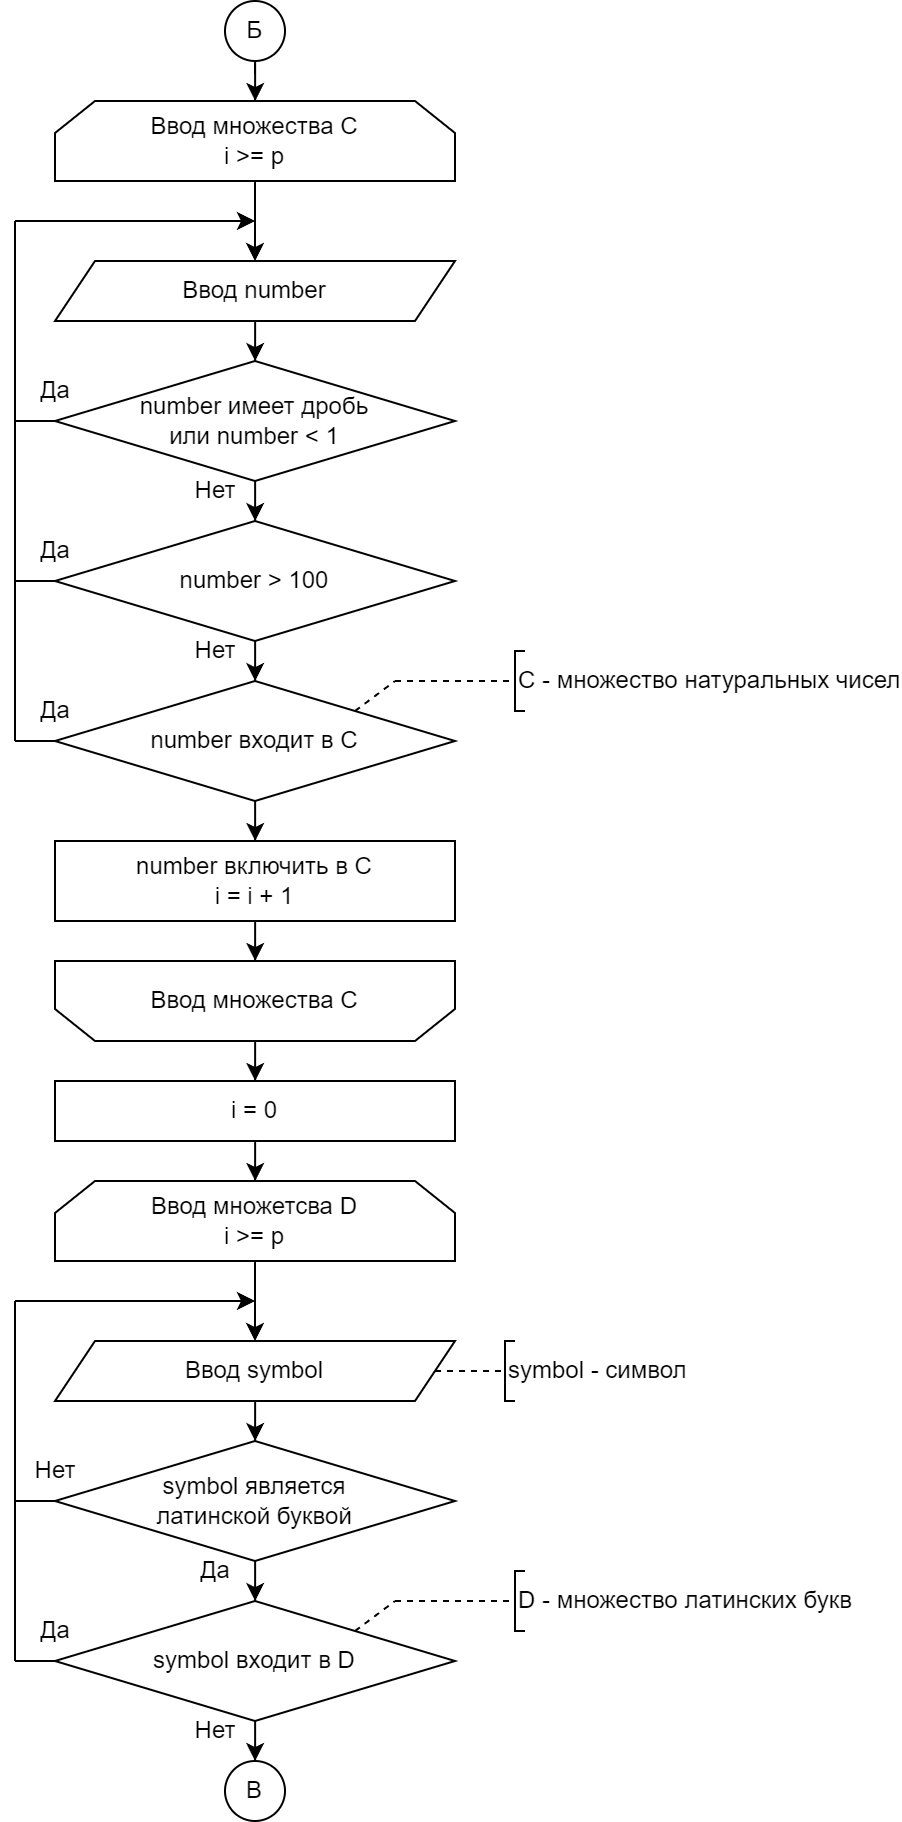 Б
Ввод множества C
i >= p
Ввод number
Да
number имеет дробь
или number < 1
Нет
Да
number > 100
Нет
C - множество натуральных чисел
Да
number входит в C
number включить в C
i = i + 1
Ввод множества C
i = 0
Ввод множетсва D
i >= p
Ввод symbol
symbol - символ
Нет
symbol является
латинской буквой
Да
D - множество латинских букв
Да
symbol входит в D
Нет
В